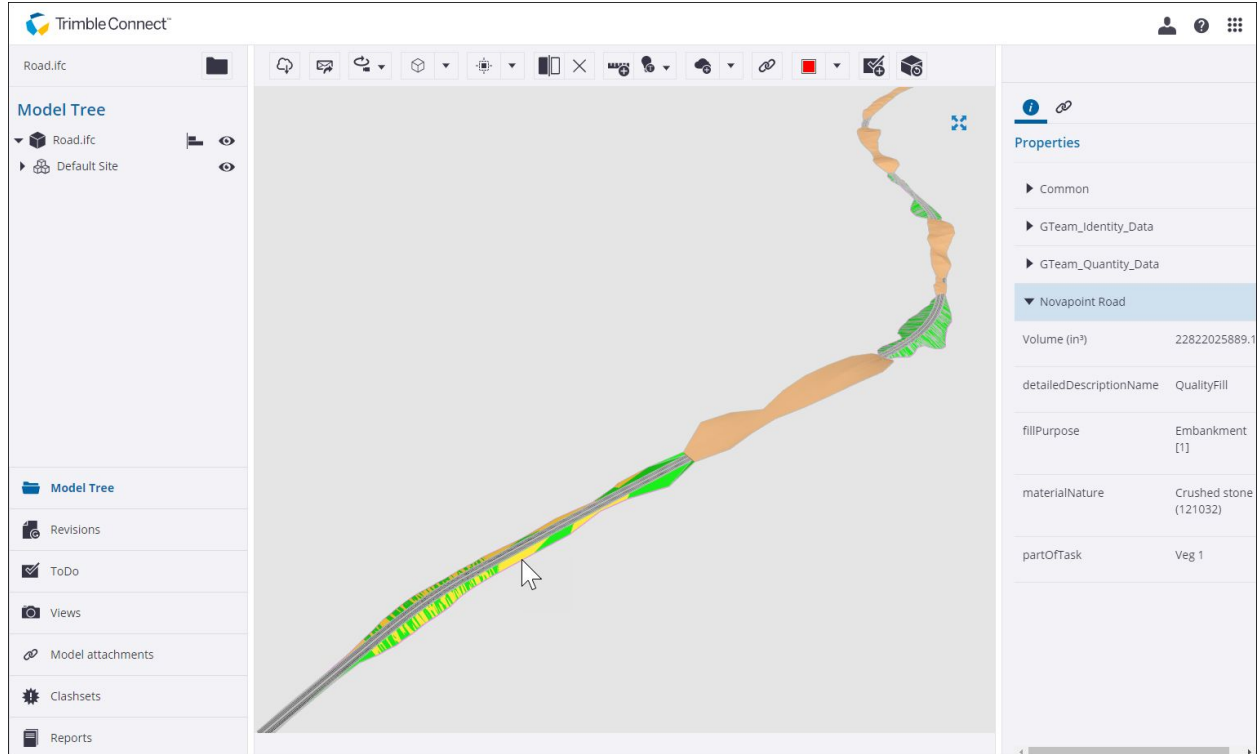 Trimble Connect™
Road.ifc
Model Tree
Road.ifc
Default Site
Model Tree
Revisions
ToDo
Views
Model attachments
Clashsets
Reports
Properties
Common
GTeam_Identity_Data
GTeam_Quantity_Data
Novapoint Road
Volume (in³) 22822025889.1
detailedDescriptionName QualityFill
fillPurpose Embankment
[1]
materialNature Crushed stone
(121032)
partOfTask Veg 1